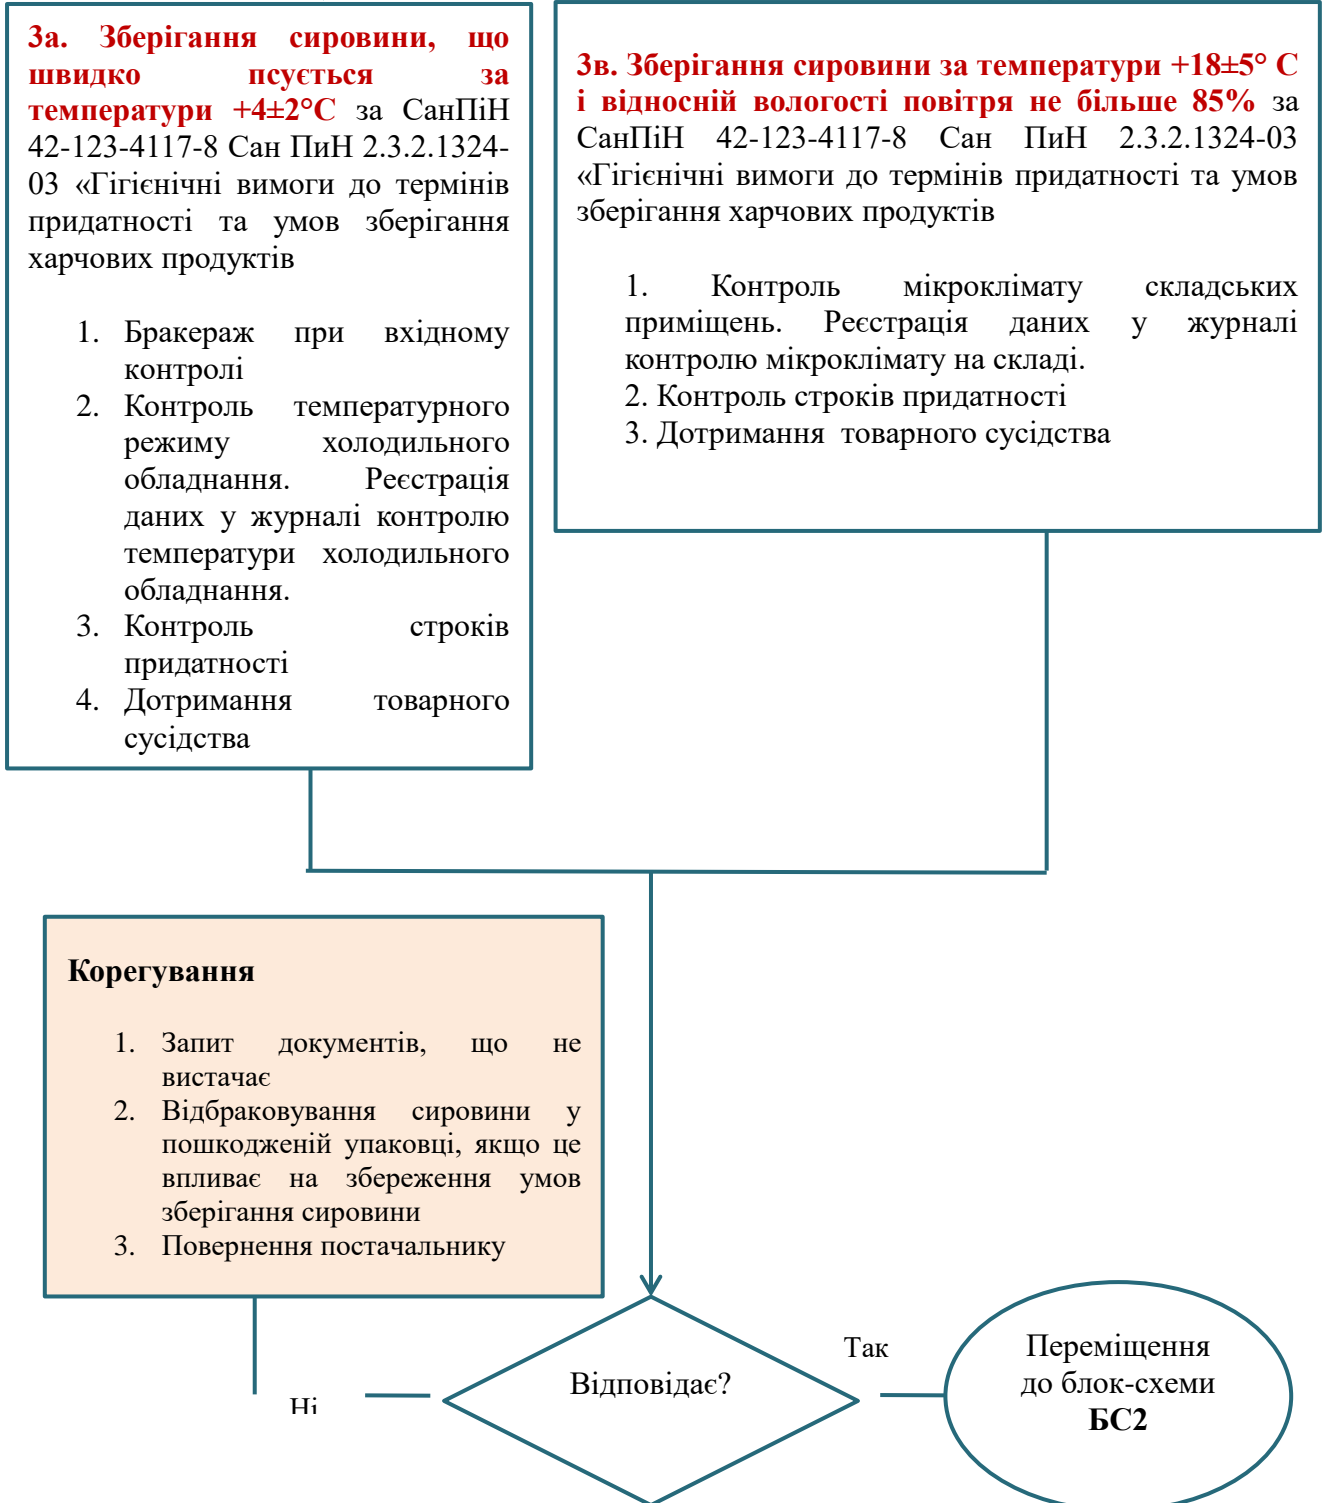 3а. Зберігання сировини, що
швидко псується за
температури +4±2°С за СанПіН
42-123-4117-8 Сан ПиН 2.3.2.1324-
03 «Гігієнічні вимоги до термінів
придатності та умов зберігання
харчових продуктів
1. Бракераж при вхідному
контролі
2. Контроль температурного
режиму холодильного
обладнання. Реєстрація
даних у журналі контролю
температури холодильного
обладнання.
3. Контроль строків
придатності
4. Дотримання товарного
сусідства
3в. Зберігання сировини за температури +18±5° С
і відносній вологості повітря не більше 85% за
СанПіН 42-123-4117-8 Сан ПиН 2.3.2.1324-03
«Гігієнічні вимоги до термінів придатності та умов
зберігання харчових продуктів
1. Контроль мікроклімату складських
приміщень. Реєстрація даних у журналі
контролю мікроклімату на складі.
2. Контроль строків придатності
3. Дотримання товарного сусідства
Корегування
1. Запит документів, що не
вистачає
2. Відбраковування сировини у
пошкодженій упаковці, якщо це
впливає на збереження умов
зберігання сировини
3. Повернення постачальнику
Ні
Відповідає?
Так
Переміщення
до блок-схеми
БС2